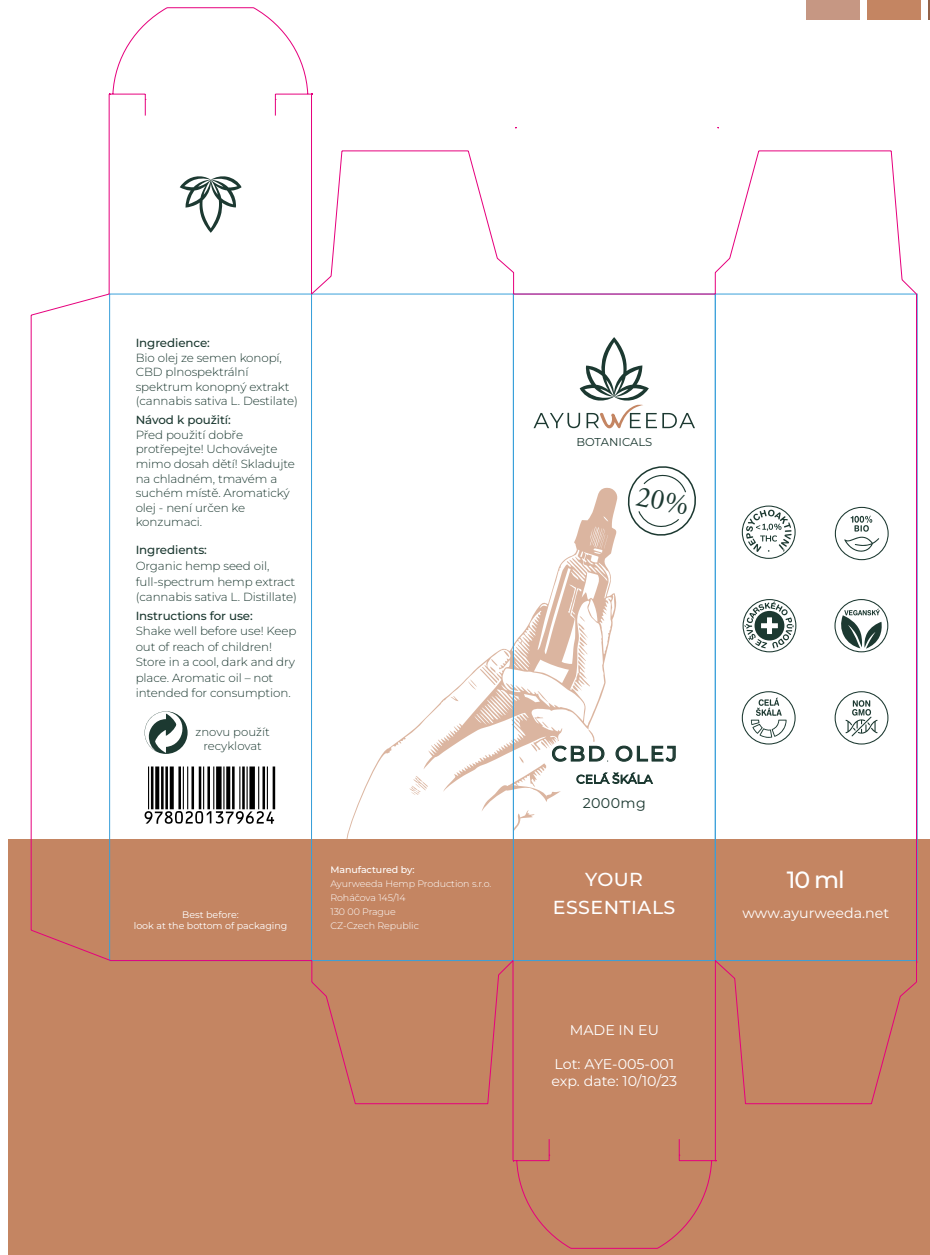 Ingredience:
Bio olej ze semen konopí,
CBD plnospektrální
spektrum konopný extrakt
(cannabis sativa L. Destilate)
Návod k použití:
Před použití dobře
protřepejte! Uchovávejte
mimo dosah dětí! Skladujte
na chladném, tmavém a
suchém místě. Aromatický
olej - není určen ke
konzumaci.
Ingredients:
Organic hemp seed oil,
full-spectrum hemp extract
(cannabis sativa L. Distillate)
Instructions for use:
Shake well before use! Keep
out of reach of children!
Store in a cool, dark and dry
place. Aromatic oil – not
intended for consumption.
znovu použít
recyklovat
9780201379624
Best before:
look at the bottom of packaging
Manufactured by:
Ayurweeda Hemp Production s.r.o.
Roháčova 145/14
130 00 Prague
CZ-Czech Republic
AYURWEEDA
BOTANICALS
20%
CBD OLEJ
CELÁ ŠKÁLA
2000mg
YOUR
ESSENTIALS
MADE IN EU
Lot: AYE-005-001
exp. date: 10/10/23
NEPSYCHOAKTIVNÍ
<1,0%
THC
100%
BIO
ZE ŠVÝCARSKÉHO PŮVODU
VEGANSKÝ
CELÁ
ŠKÁLA
NON
GMO
10 ml
www.ayurweeda.net